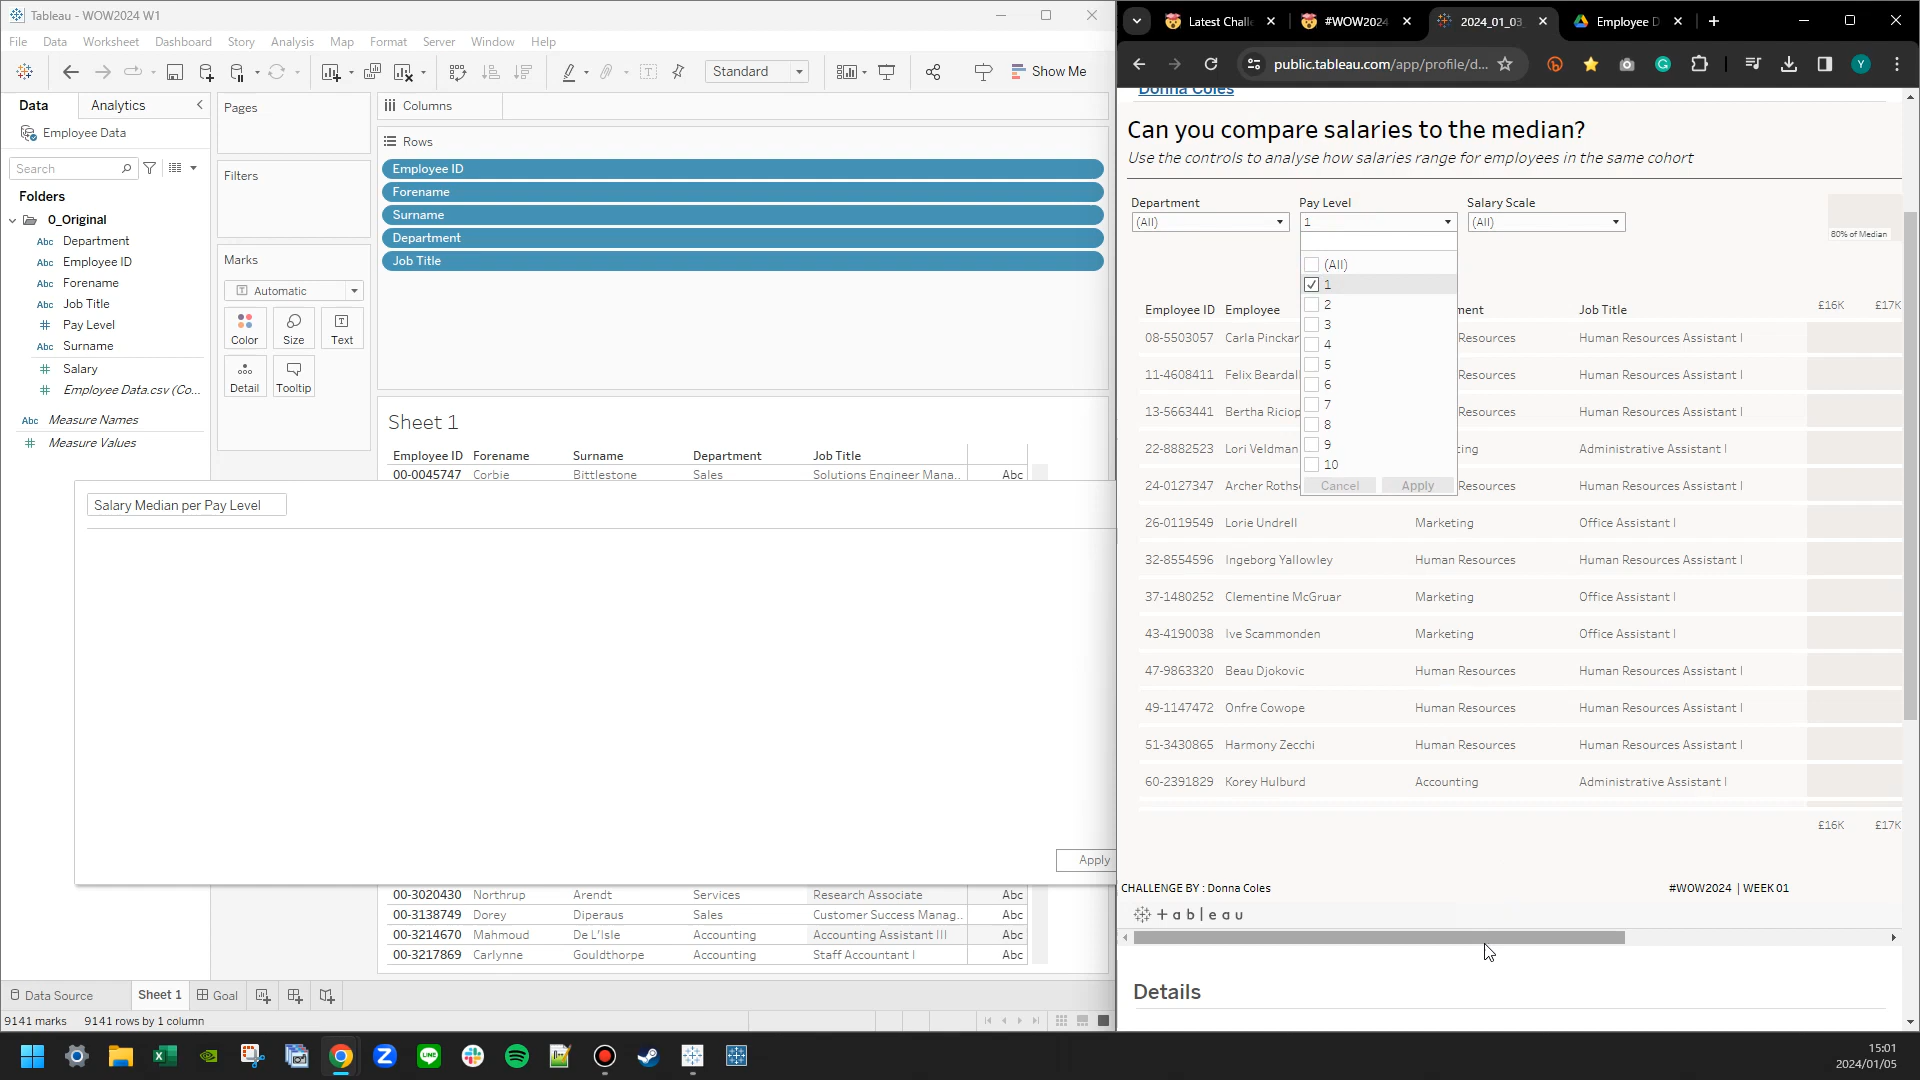 Tableau - WOW2024 W1
File Data Worksheet Dashboard Story Analysis Map Format Server Window Help
Standard
Show Me
Data Analytics
Employee Data
Search
Folders
0_Original
Abc Department
Abc Employee ID
Abc Forename
Abc Job Title
# Pay Level
Abc Surname
# Salary
# Employee Data.csv (Co...
Abc Measure Names
# Measure Values
Pages
Filters
Marks
Automatic
Color Size Text
Detail Tooltip
Columns
Rows
Employee ID
Forename
Surname
Department
Job Title
Sheet 1
Employee ID Forename Surname Department Job Title
00-0045747 Corbie Bittlestone Sales Solutions Engineer Mana.. Abc
Salary Median per Pay Level
Apply
00-3020430 Northrup Arendt Services Research Associate Abc
00-3138749 Dorey Diperaus Sales Customer Success Manag.. Abc
00-3214670 Mahmoud De L'Isle Accounting Accounting Assistant III Abc
00-3217869 Carlynne Gouldthorpe Accounting Staff Accountant I Abc
Data Source Sheet 1 Goal
9141 marks 9141 rows by 1 column
Latest Chall
#WOW2024
2024_01_03
Employee D
public.tableau.com/app/profile/d...
Y
Donna Coles
Can you compare salaries to the median?
Use the controls to analyse how salaries range for employees in the same cohort
Department Pay Level Salary Scale
(All) 1 (All)
80% of Median
(All)
1
2
3
4
5
6
7
8
9
10
Cancel Apply
Employee ID Employee ment Job Title £16K £17K
08-5503057 Carla Pinckar Resources Human Resources Assistant I
11-4608411 Felix Beardal Resources Human Resources Assistant I
13-5663441 Bertha Riciop Resources Human Resources Assistant I
22-8882523 Lori Veldman ting Administrative Assistant I
24-0127347 Archer Roths Resources Human Resources Assistant I
26-0119549 Lorie Undrell Marketing Office Assistant I
32-8554596 Ingeborg Yallowley Human Resources Human Resources Assistant I
37-1480252 Clementine McGruar Marketing Office Assistant I
43-4190038 Ive Scammonden Marketing Office Assistant I
47-9863320 Beau Djokovic Human Resources Human Resources Assistant I
49-1147472 Onfre Cowope Human Resources Human Resources Assistant I
51-3430865 Harmony Zecchi Human Resources Human Resources Assistant I
60-2391829 Korey Hulburd Accounting Administrative Assistant I
£16K £17K
CHALLENGE BY : Donna Coles #WOW2024 | WEEK 01
+ a b | e a u
Details
LINE
15:01
2024/01/05